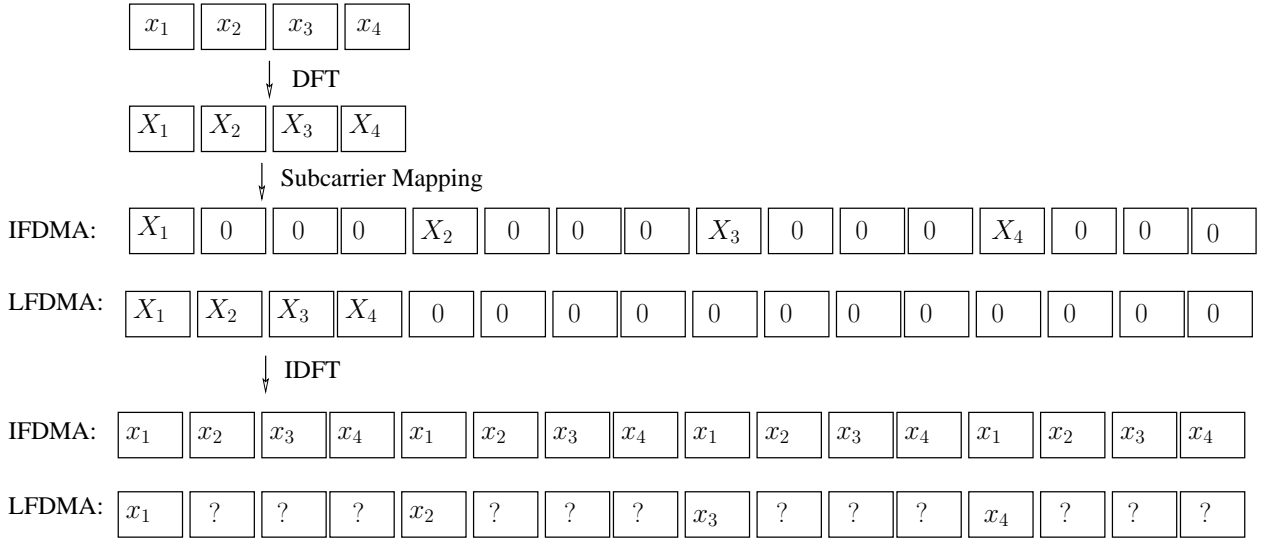 x₁ x₂ x₃ x₄
DFT
X₁ X₂ X₃ X₄
Subcarrier Mapping
IFDMA: X₁ 0 0 0 X₂ 0 0 0 X₃ 0 0 0 X₄ 0 0 0
LFDMA: X₁ X₂ X₃ X₄ 0 0 0 0 0 0 0 0 0 0 0 0
IDFT
IFDMA: x₁ x₂ x₃ x₄ x₁ x₂ x₃ x₄ x₁ x₂ x₃ x₄ x₁ x₂ x₃ x₄
LFDMA: x₁ ? ? ? x₂ ? ? ? x₃ ? ? ? x₄ ? ? ?